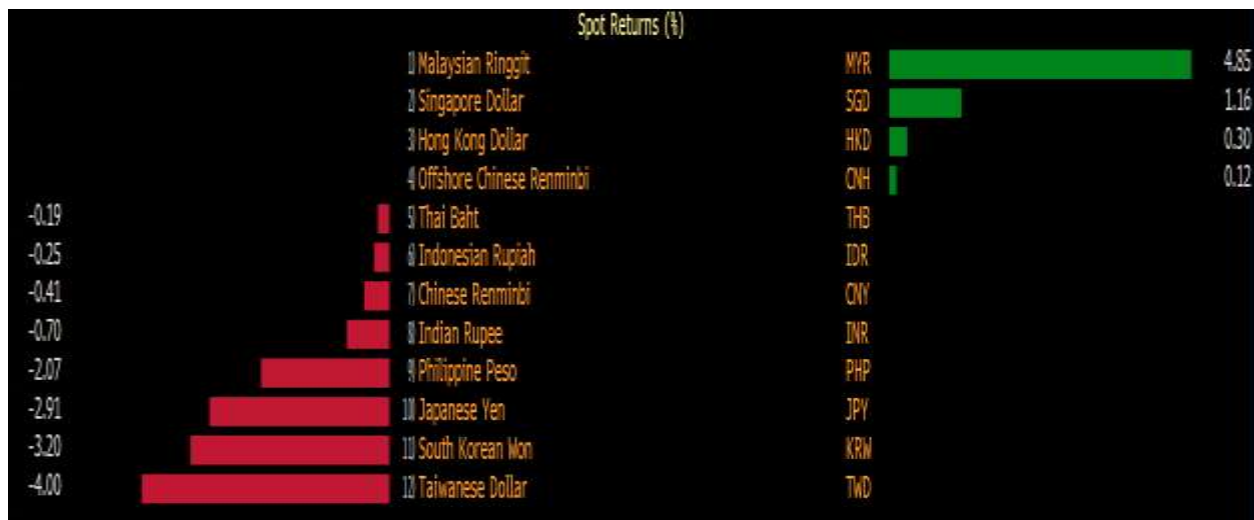 Spot Returns (%)
1) Malaysian Ringgit MYR 4.85
2) Singapore Dollar SGD 1.16
3) Hong Kong Dollar HKD 0.30
4) Offshore Chinese Renminbi CNH 0.12
-0.19 5) Thai Baht THB
-0.25 6) Indonesian Rupiah IDR
-0.41 7) Chinese Renminbi CNY
-0.70 8) Indian Rupee INR
-2.07 9) Philippine Peso PHP
-2.91 10) Japanese Yen JPY
-3.20 11) South Korean Won KRW
-4.00 12) Taiwanese Dollar TWD